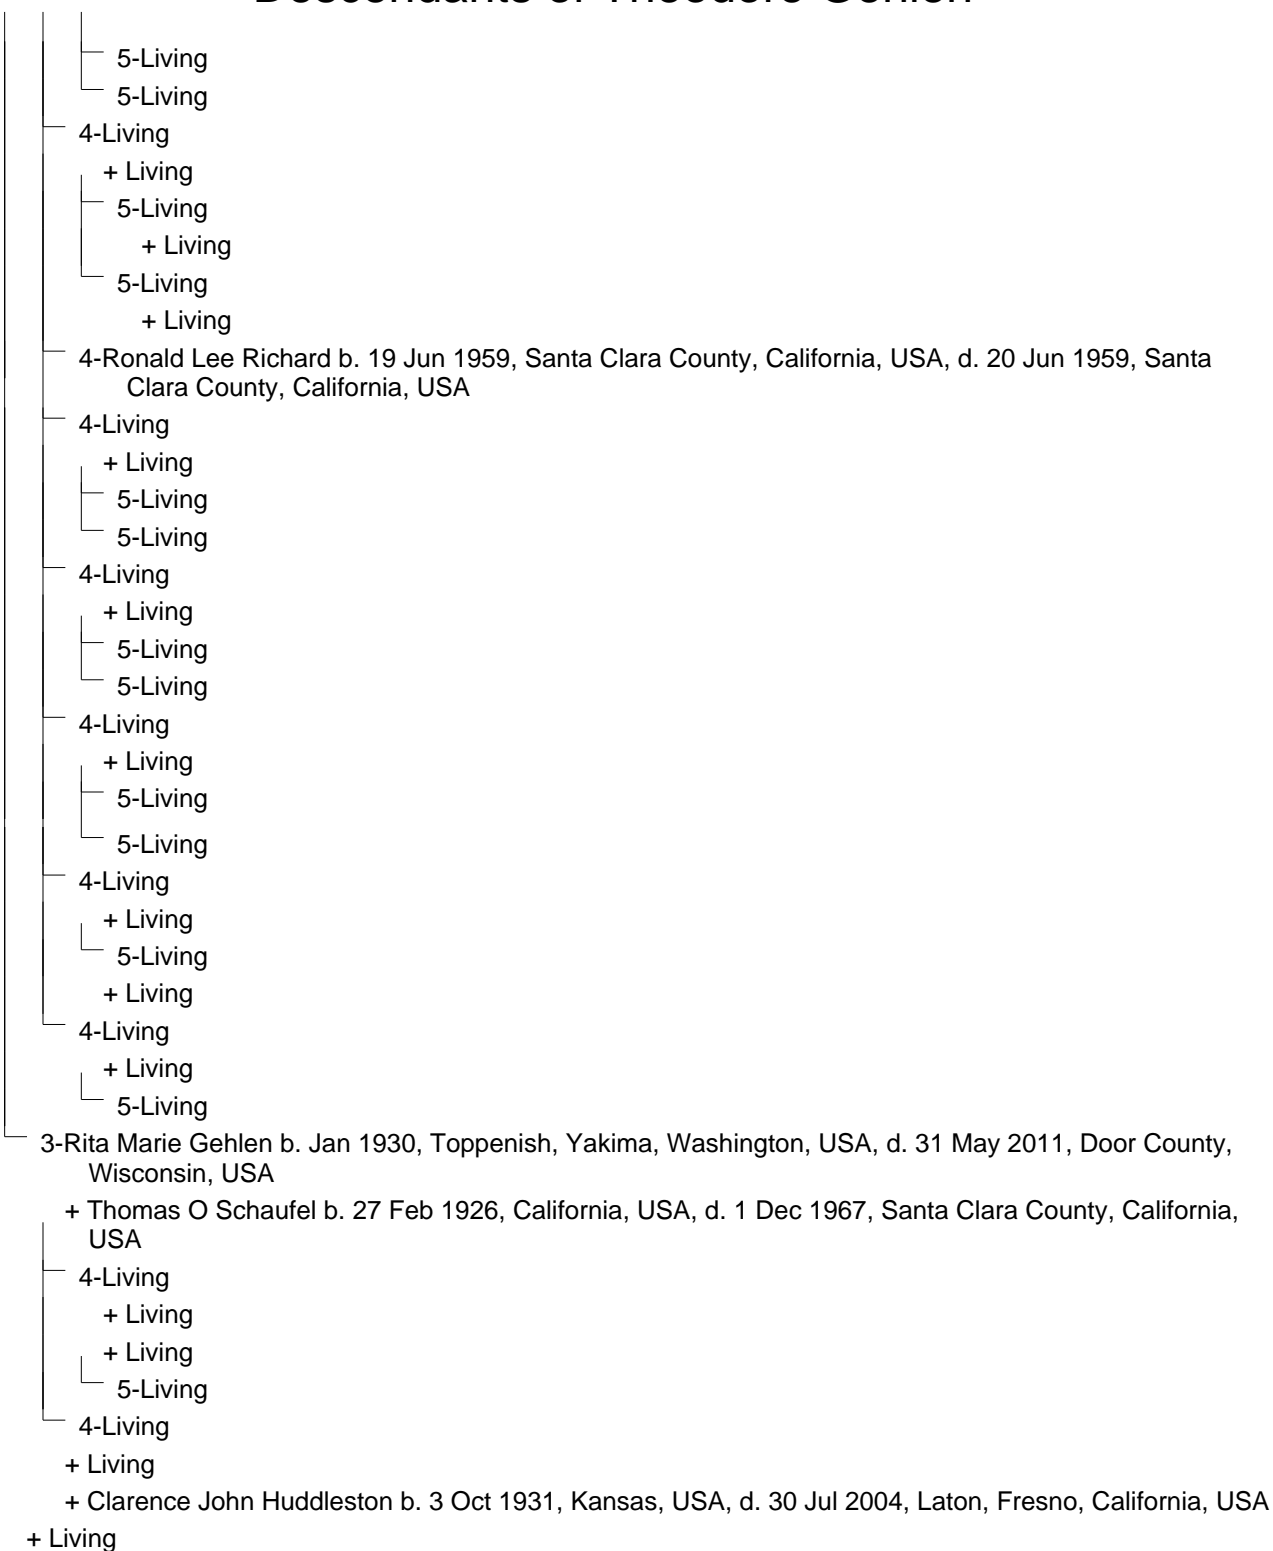 Descendants of Theodore Gehlen
5-Living
5-Living
4-Living
+ Living
5-Living
+ Living
5-Living
+ Living
4-Ronald Lee Richard b. 19 Jun 1959, Santa Clara County, California, USA, d. 20 Jun 1959, Santa
Clara County, California, USA
4-Living
+ Living
5-Living
5-Living
4-Living
+ Living
5-Living
5-Living
4-Living
+ Living
5-Living
5-Living
4-Living
+ Living
5-Living
+ Living
4-Living
+ Living
5-Living
3-Rita Marie Gehlen b. Jan 1930, Toppenish, Yakima, Washington, USA, d. 31 May 2011, Door County,
Wisconsin, USA
+ Thomas O Schaufel b. 27 Feb 1926, California, USA, d. 1 Dec 1967, Santa Clara County, California,
USA
4-Living
+ Living
+ Living
5-Living
4-Living
+ Living
+ Clarence John Huddleston b. 3 Oct 1931, Kansas, USA, d. 30 Jul 2004, Laton, Fresno, California, USA
+ Living